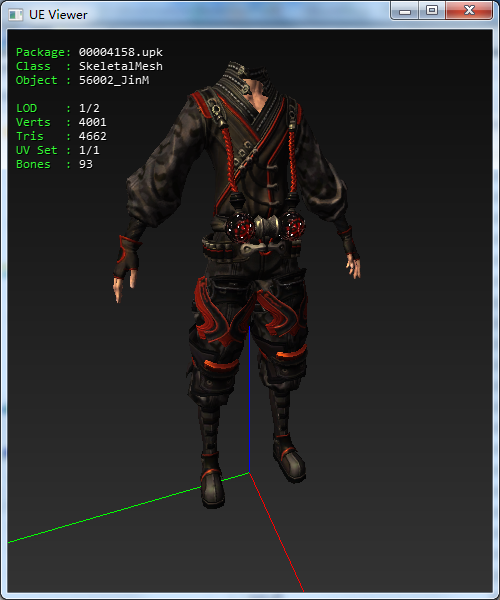 UE Viewer
Package: 00004158.upk
Class : SkeletalMesh
Object : 56002_JinM
LOD : 1/2
Verts : 4001
Tris : 4662
UV Set : 1/1
Bones : 93